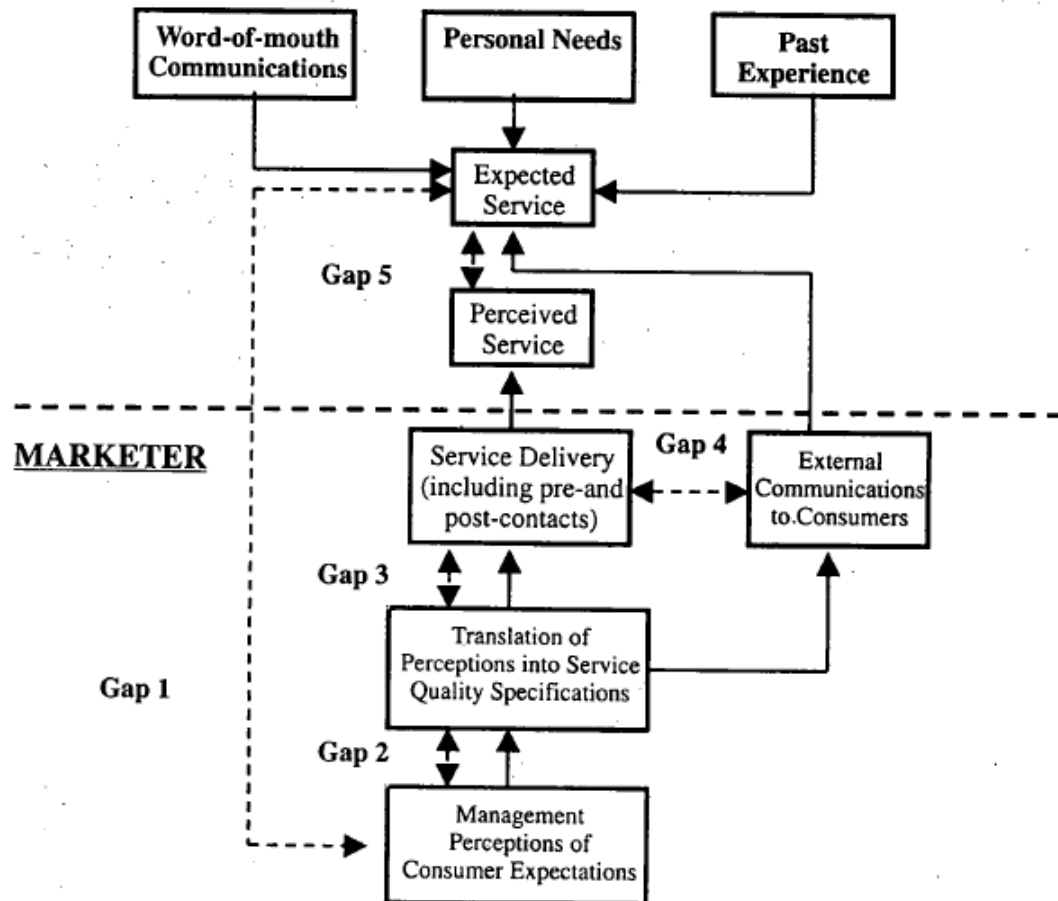 Word-of-mouth
Communications
Personal Needs
Past
Experience
Expected
Service
Gap 5
Perceived
Service
MARKETER
Service Delivery
(including pre-and
post-contacts)
Gap 4
External
Communications
to.Consumers
Gap 3
Translation of
Perceptions into Service
Quality Specifications
Gap 1
Gap 2
Management
Perceptions of
Consumer Expectations